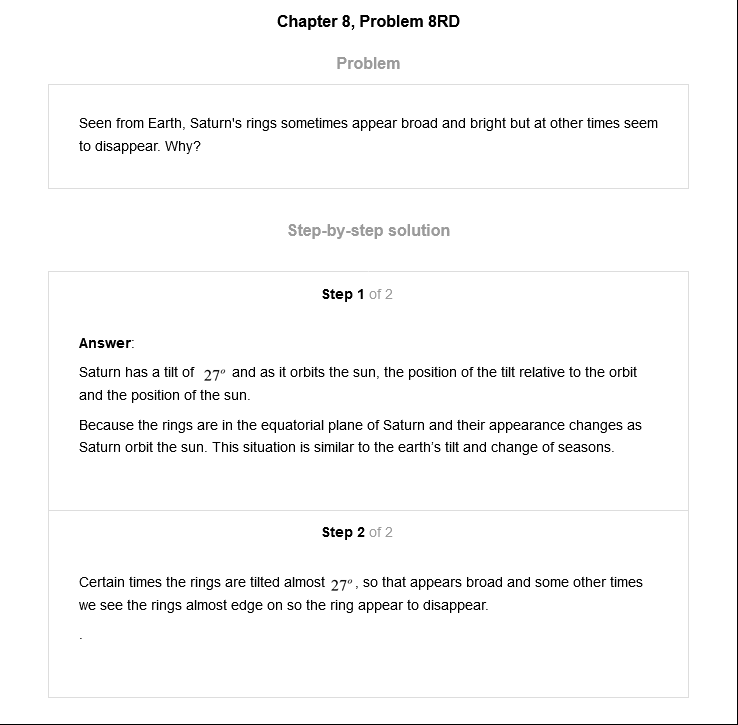 Chapter 8, Problem 8RD
Problem
Seen from Earth, Saturn's rings sometimes appear broad and bright but at other times seem
to disappear. Why?
Step-by-step solution
Step 1 of 2
Answer:
Saturn has a tilt of 27° and as it orbits the sun, the position of the tilt relative to the orbit
and the position of the sun.
Because the rings are in the equatorial plane of Saturn and their appearance changes as
Saturn orbit the sun. This situation is similar to the earth's tilt and change of seasons.
Step 2 of 2
Certain times the rings are tilted almost 27°, so that appears broad and some other times
we see the rings almost edge on so the ring appear to disappear.
.